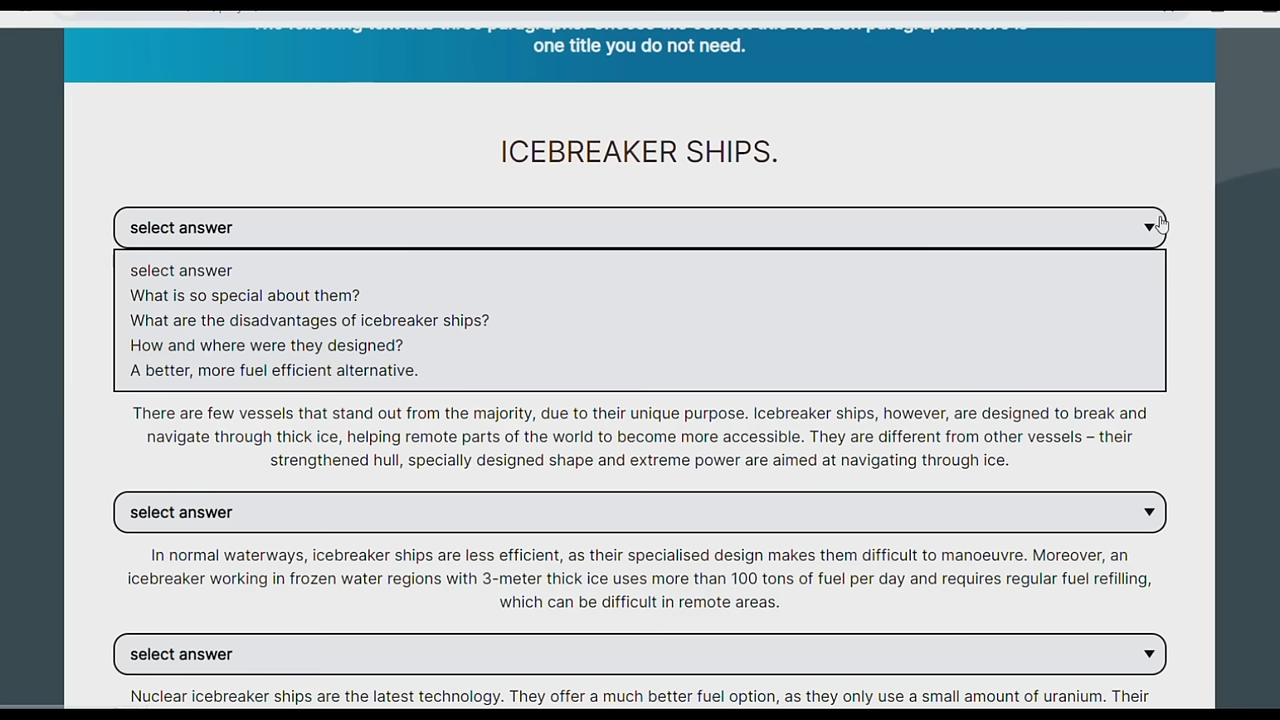 one title you do not need.
ICEBREAKER SHIPS.
select answer
select answer
What is so special about them?
What are the disadvantages of icebreaker ships?
How and where were they designed?
A better, more fuel efficient alternative.
There are few vessels that stand out from the majority, due to their unique purpose. Icebreaker ships, however, are designed to break and
navigate through thick ice, helping remote parts of the world to become more accessible. They are different from other vessels – their
strengthened hull, specially designed shape and extreme power are aimed at navigating through ice.
select answer
In normal waterways, icebreaker ships are less efficient, as their specialised design makes them difficult to manoeuvre. Moreover, an
icebreaker working in frozen water regions with 3-meter thick ice uses more than 100 tons of fuel per day and requires regular fuel refilling,
which can be difficult in remote areas.
select answer
Nuclear icebreaker ships are the latest technology. They offer a much better fuel option, as they only use a small amount of uranium. Their